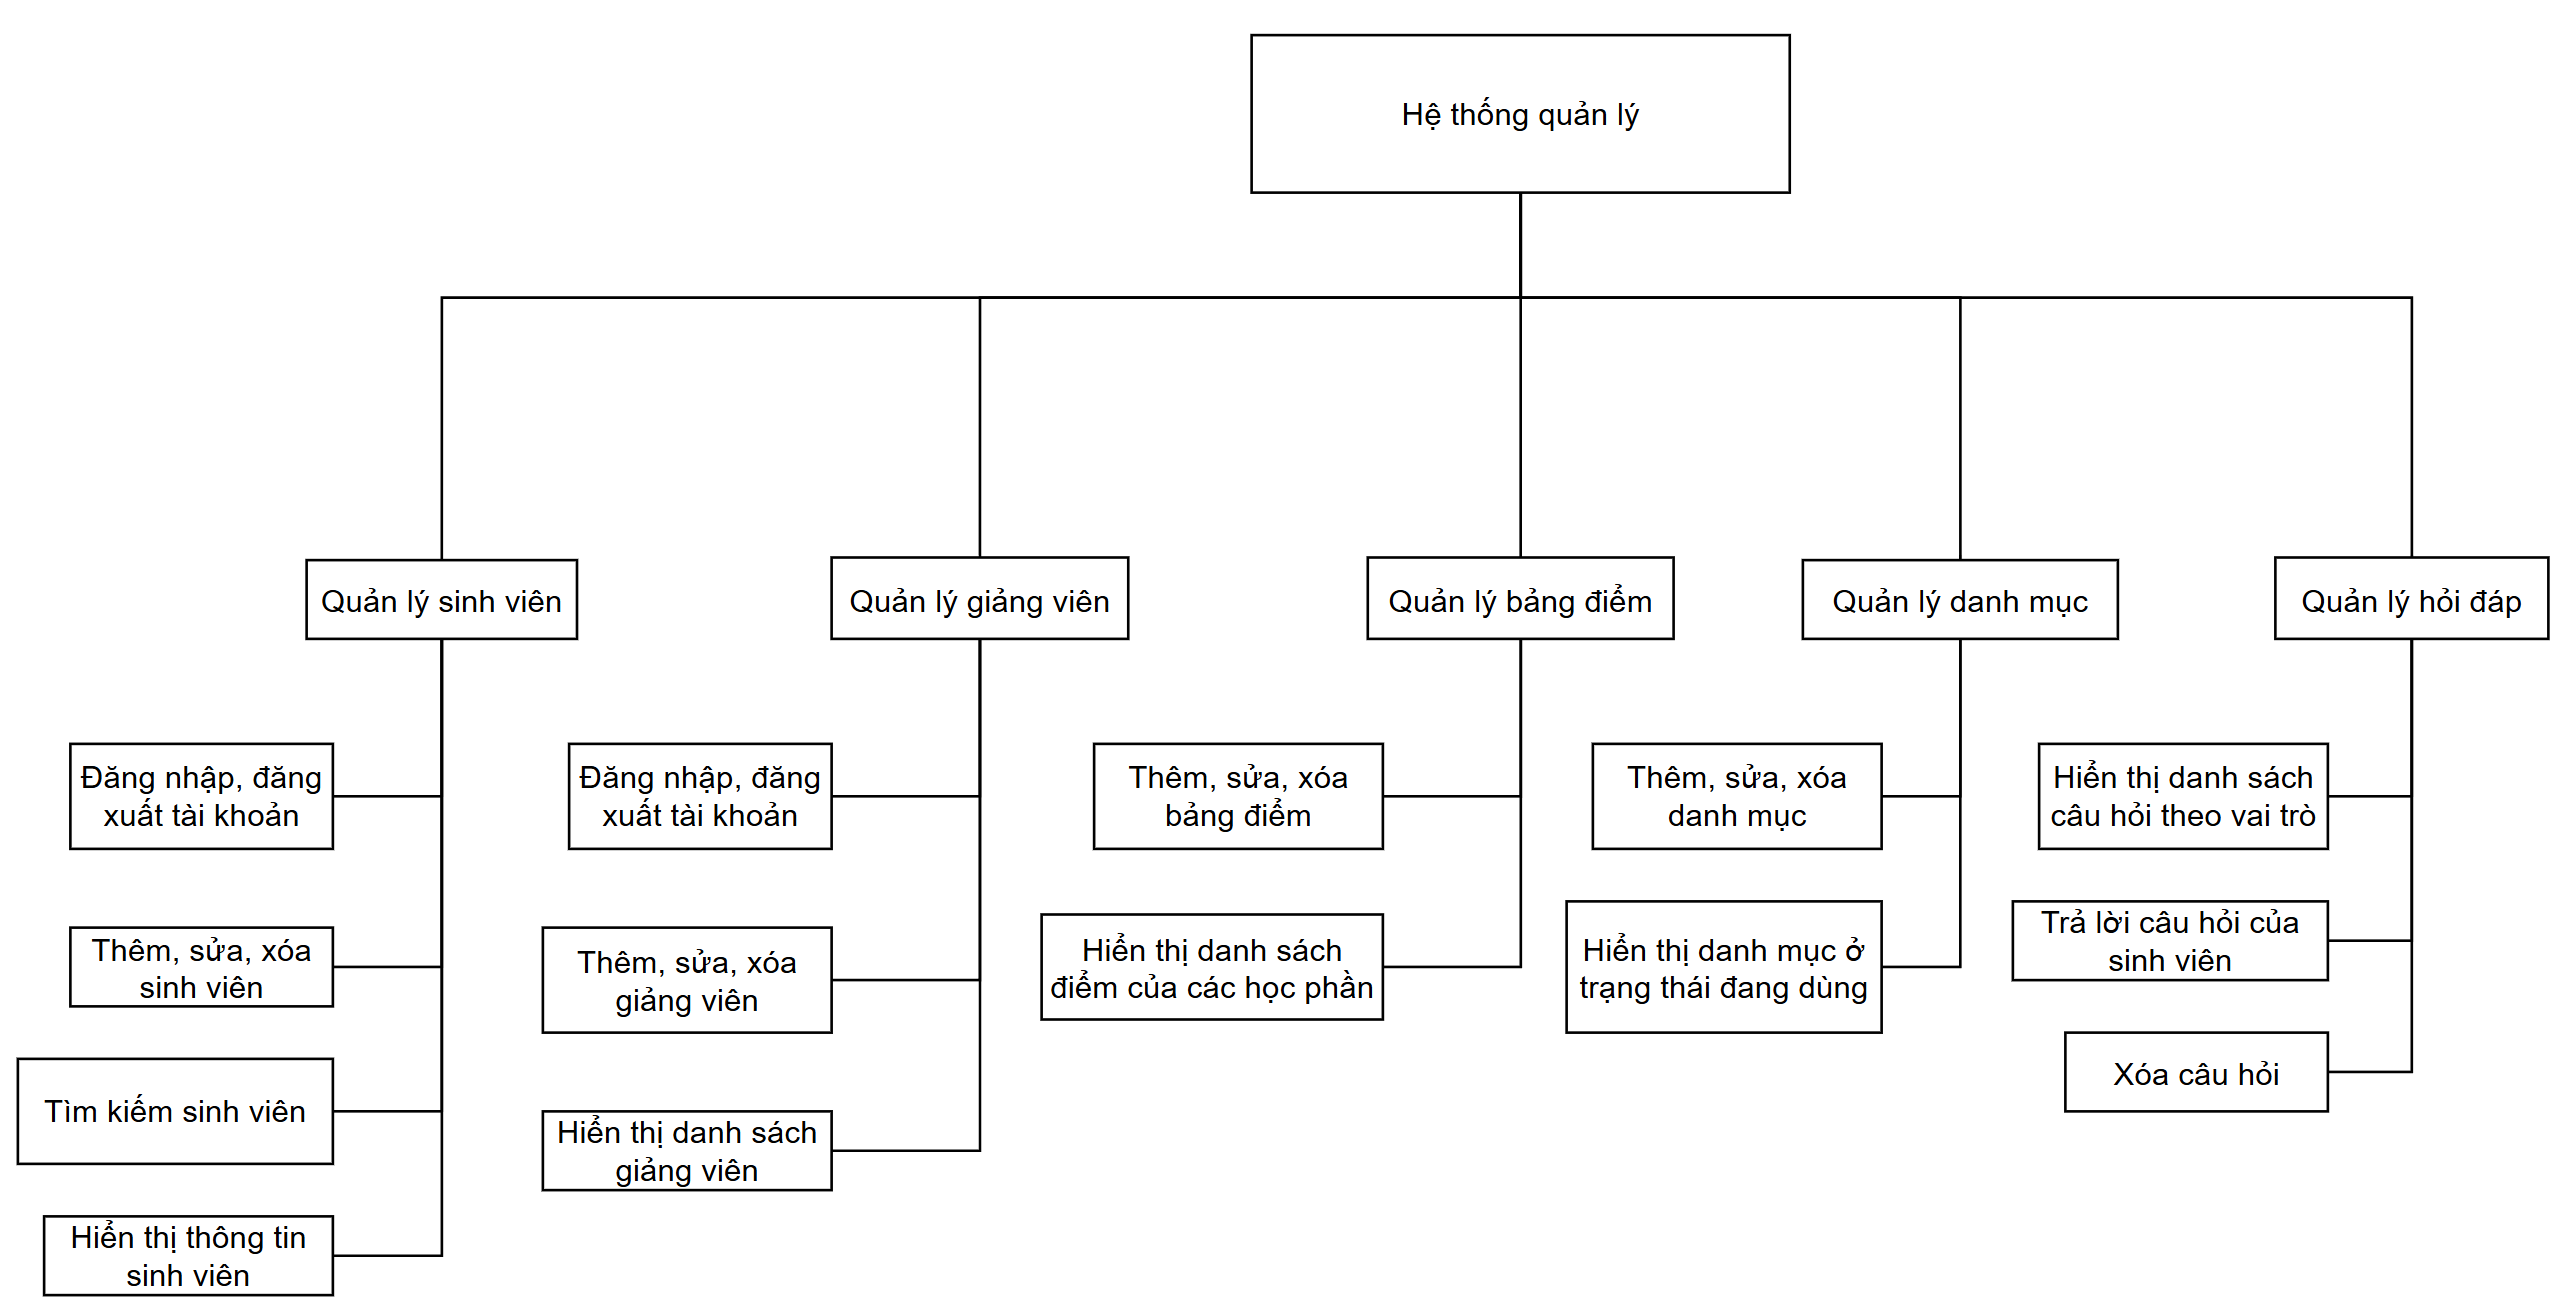 Hệ thống quản lý
Quản lý sinh viên
Quản lý giảng viên
Quản lý bảng điểm
Quản lý danh mục
Quản lý hỏi đáp
Đăng nhập, đăng
xuất tài khoản
Thêm, sửa, xóa
sinh viên
Tìm kiếm sinh viên
Hiển thị thông tin
sinh viên
Đăng nhập, đăng
xuất tài khoản
Thêm, sửa, xóa
giảng viên
Hiển thị danh sách
giảng viên
Thêm, sửa, xóa
bảng điểm
Hiển thị danh sách
điểm của các học phần
Thêm, sửa, xóa
danh mục
Hiển thị danh mục ở
trạng thái đang dùng
Hiển thị danh sách
câu hỏi theo vai trò
Trả lời câu hỏi của
sinh viên
Xóa câu hỏi